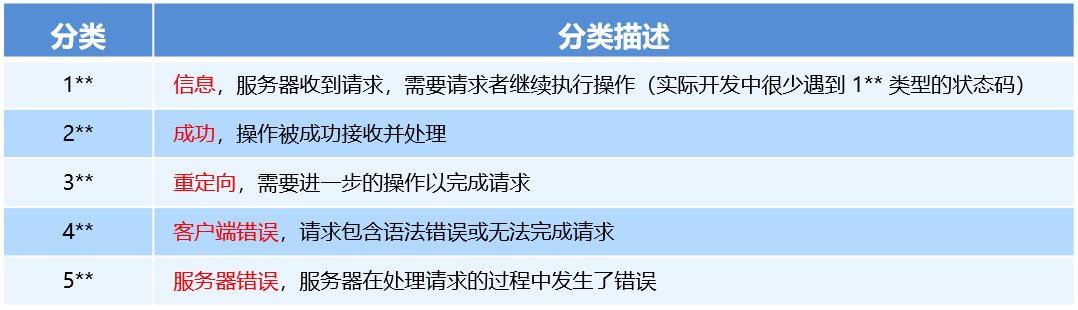 分类 分类描述
1** 信息，服务器收到请求，需要请求者继续执行操作（实际开发中很少遇到 1** 类型的状态码）
2** 成功，操作被成功接收并处理
3** 重定向，需要进一步的操作以完成请求
4** 客户端错误，请求包含语法错误或无法完成请求
5** 服务器错误，服务器在处理请求的过程中发生了错误